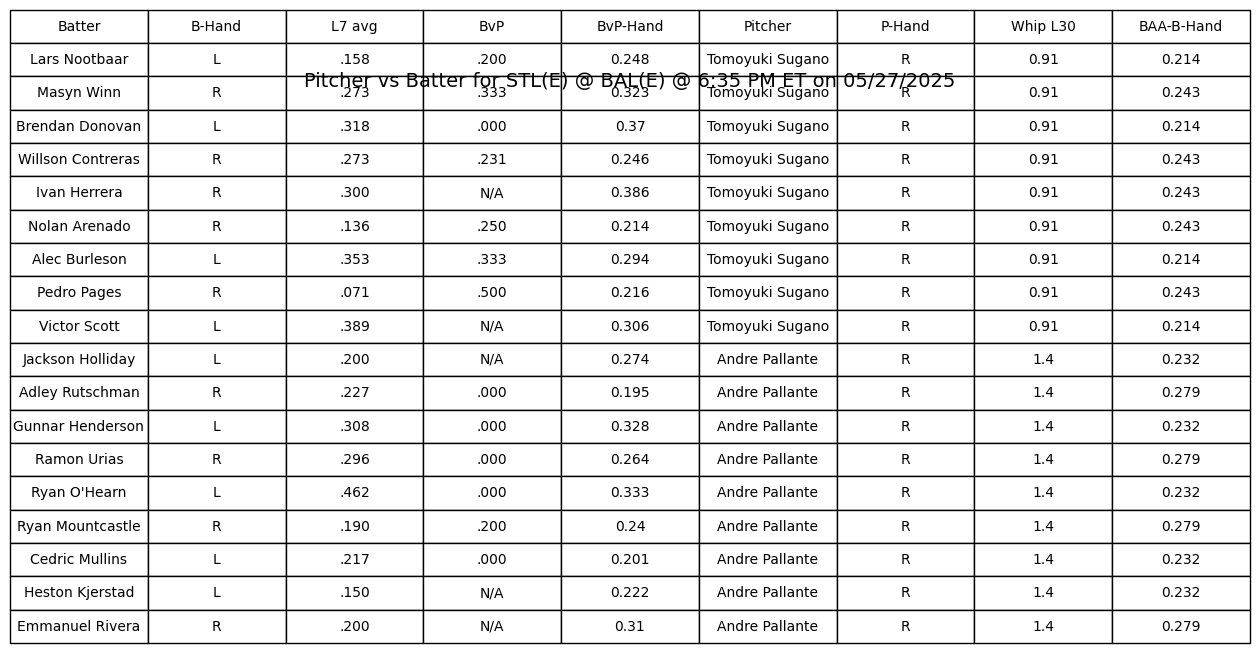 Batter B-Hand L7 avg BvP BvP-Hand Pitcher P-Hand Whip L30 BAA-B-Hand
Lars Nootbaar L .158 .200 0.248 Tomoyuki Sugano R 0.91 0.214
Pitcher vs Batter for STL(E) @ BAL(E) @ 6:35 PM ET on 05/27/2025
Masyn Winn R .273 .333 0.323 Tomoyuki Sugano R 0.91 0.243
Brendan Donovan L .318 .000 0.37 Tomoyuki Sugano R 0.91 0.214
Willson Contreras R .273 .231 0.246 Tomoyuki Sugano R 0.91 0.243
Ivan Herrera R .300 N/A 0.386 Tomoyuki Sugano R 0.91 0.243
Nolan Arenado R .136 .250 0.214 Tomoyuki Sugano R 0.91 0.243
Alec Burleson L .353 .333 0.294 Tomoyuki Sugano R 0.91 0.214
Pedro Pages R .071 .500 0.216 Tomoyuki Sugano R 0.91 0.243
Victor Scott L .389 N/A 0.306 Tomoyuki Sugano R 0.91 0.214
Jackson Holliday L .200 N/A 0.274 Andre Pallante R 1.4 0.232
Adley Rutschman R .227 .000 0.195 Andre Pallante R 1.4 0.279
Gunnar Henderson L .308 .000 0.328 Andre Pallante R 1.4 0.232
Ramon Urias R .296 .000 0.264 Andre Pallante R 1.4 0.279
Ryan O'Hearn L .462 .000 0.333 Andre Pallante R 1.4 0.232
Ryan Mountcastle R .190 .200 0.24 Andre Pallante R 1.4 0.279
Cedric Mullins L .217 .000 0.201 Andre Pallante R 1.4 0.232
Heston Kjerstad L .150 N/A 0.222 Andre Pallante R 1.4 0.232
Emmanuel Rivera R .200 N/A 0.31 Andre Pallante R 1.4 0.279